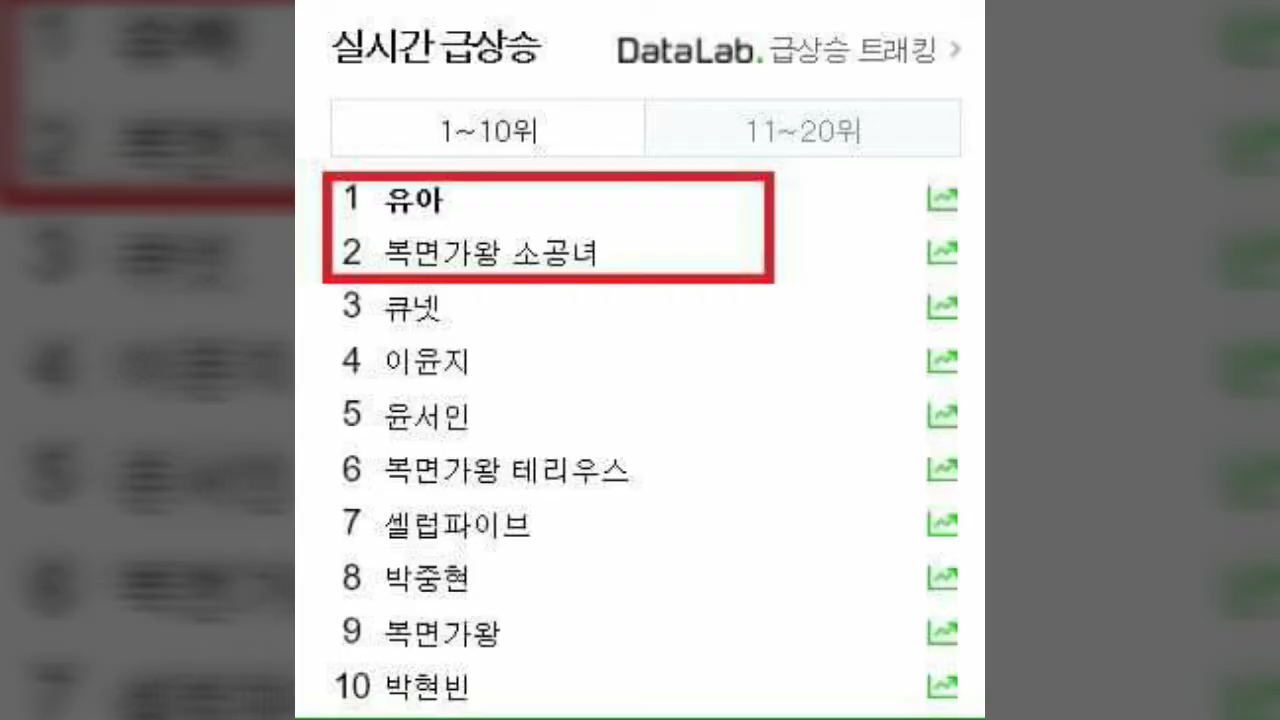 실시간 급상승 DataLab. 급상승 트래킹 >
1~10위 11~20위
1 유아
2 복면가왕 소공녀
3 큐넷
4 이윤지
5 윤서인
6 복면가왕 테리우스
7 셀럽파이브
8 박중현
9 복면가왕
10 박현빈